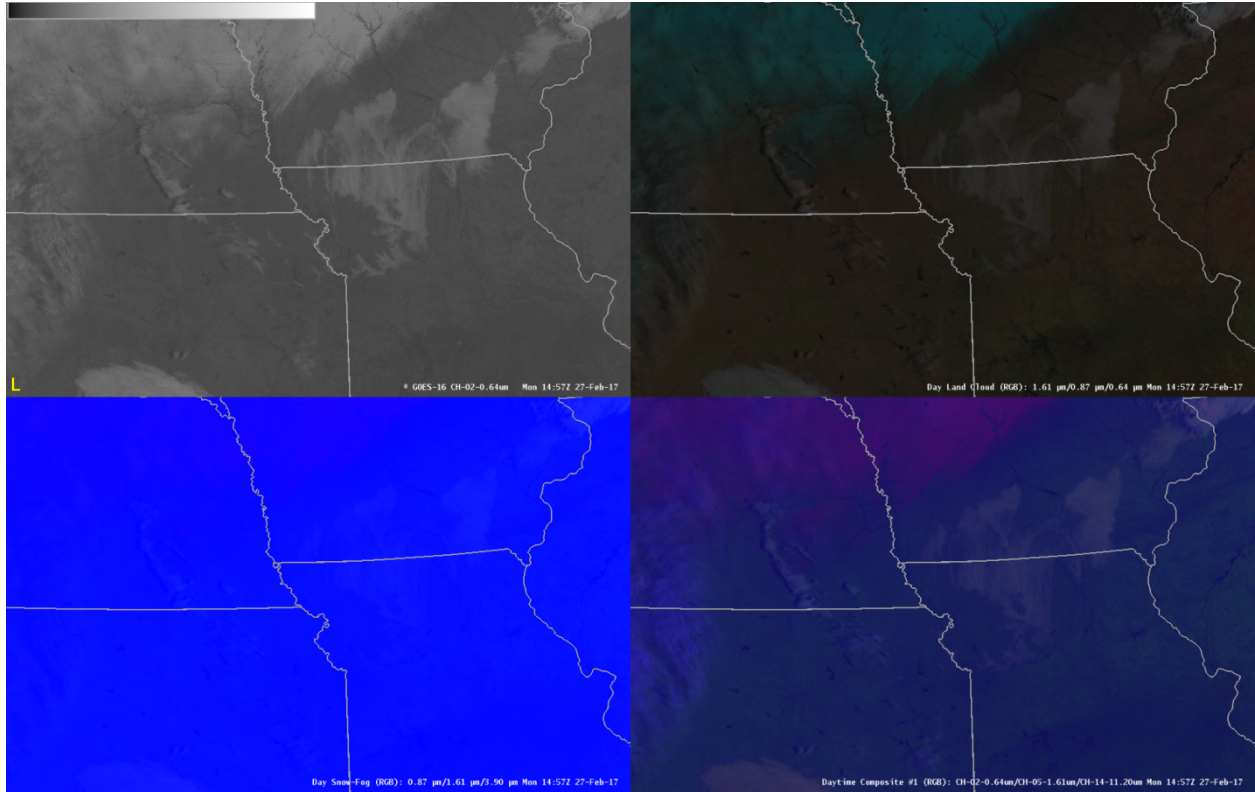 L
* GOES-16 CH-02-0.64um Mon 14:57Z 27-Feb-17
Day Land Cloud (RGB): 1.61 µm/0.87 µm/0.64 µm Mon 14:57Z 27-Feb-17
Day Snow-Fog (RGB): 0.87 µm/1.61 µm/3.90 µm Mon 14:57Z 27-Feb-17
Daytime Composite #1 (RGB): CH-02-0.64um/CH-05-1.61um/CH-14-11.20um Mon 14:57Z 27-Feb-17